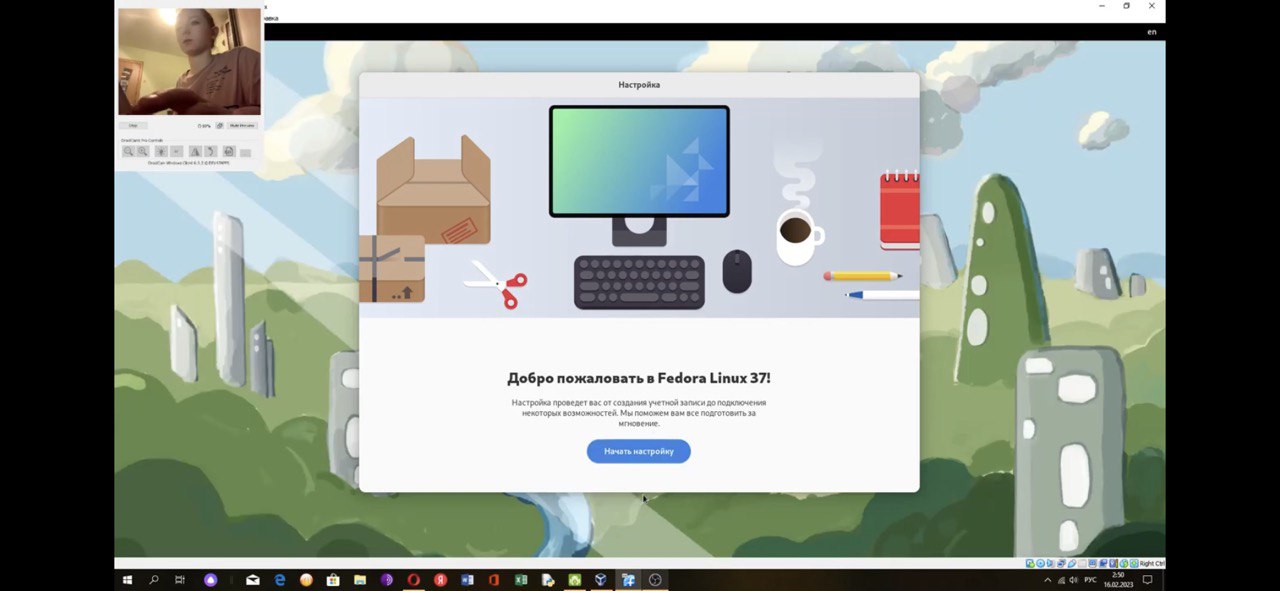 en
Настройка
Добро пожаловать в Fedora Linux 37!
Настройка проведет вас от создания учетной записи до подключения
некоторых возможностей. Мы поможем вам все подготовить за
мгновение.
Начать настройку
Right Ctrl
РУС
2:50
16.02.2023